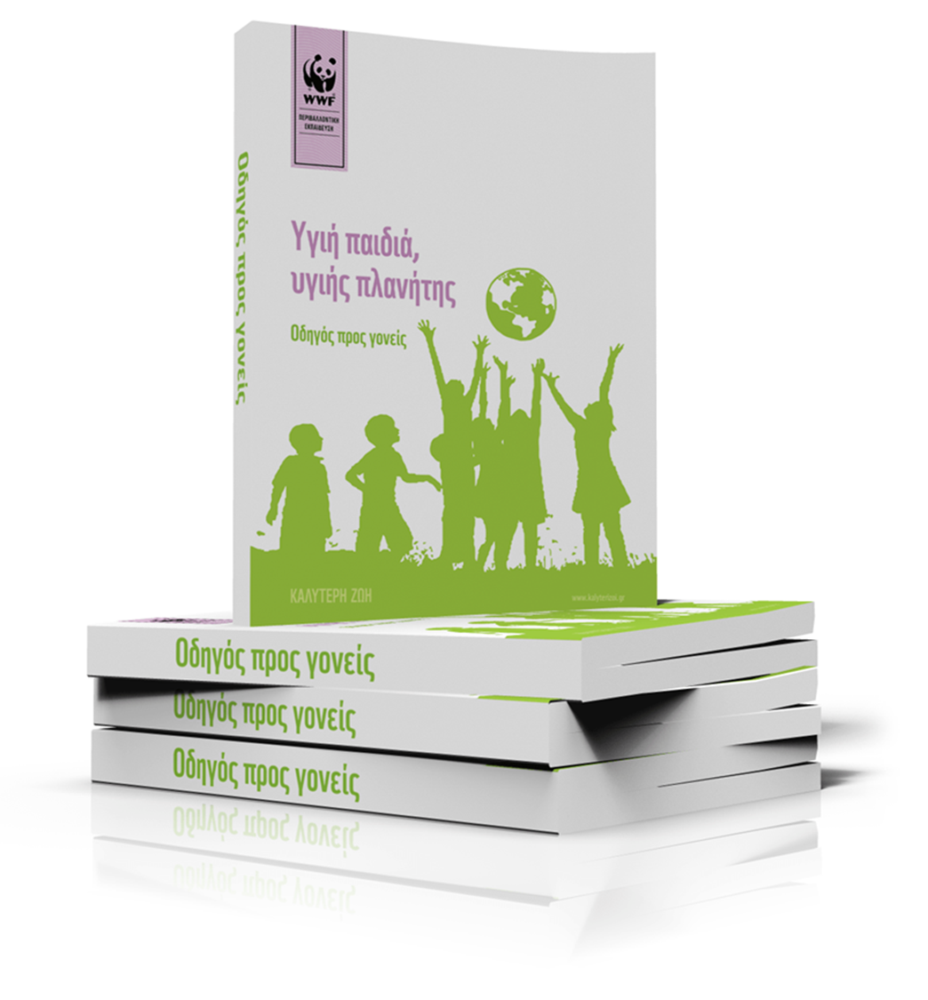 WWF
ΠΕΡΙΒΑΛΛΟΝΤΙΚΗ
ΕΚΠΑΙΔΕΥΣΗ
Οδηγός προς γονείς
Υγιή παιδιά,
υγιής πλανήτης
Οδηγός προς γονείς
ΚΑΛΥΤΕΡΗ ΖΩΗ
www.kalyterizoi.gr
Οδηγός προς γονείς
Οδηγός προς γονείς
Οδηγός προς γονείς